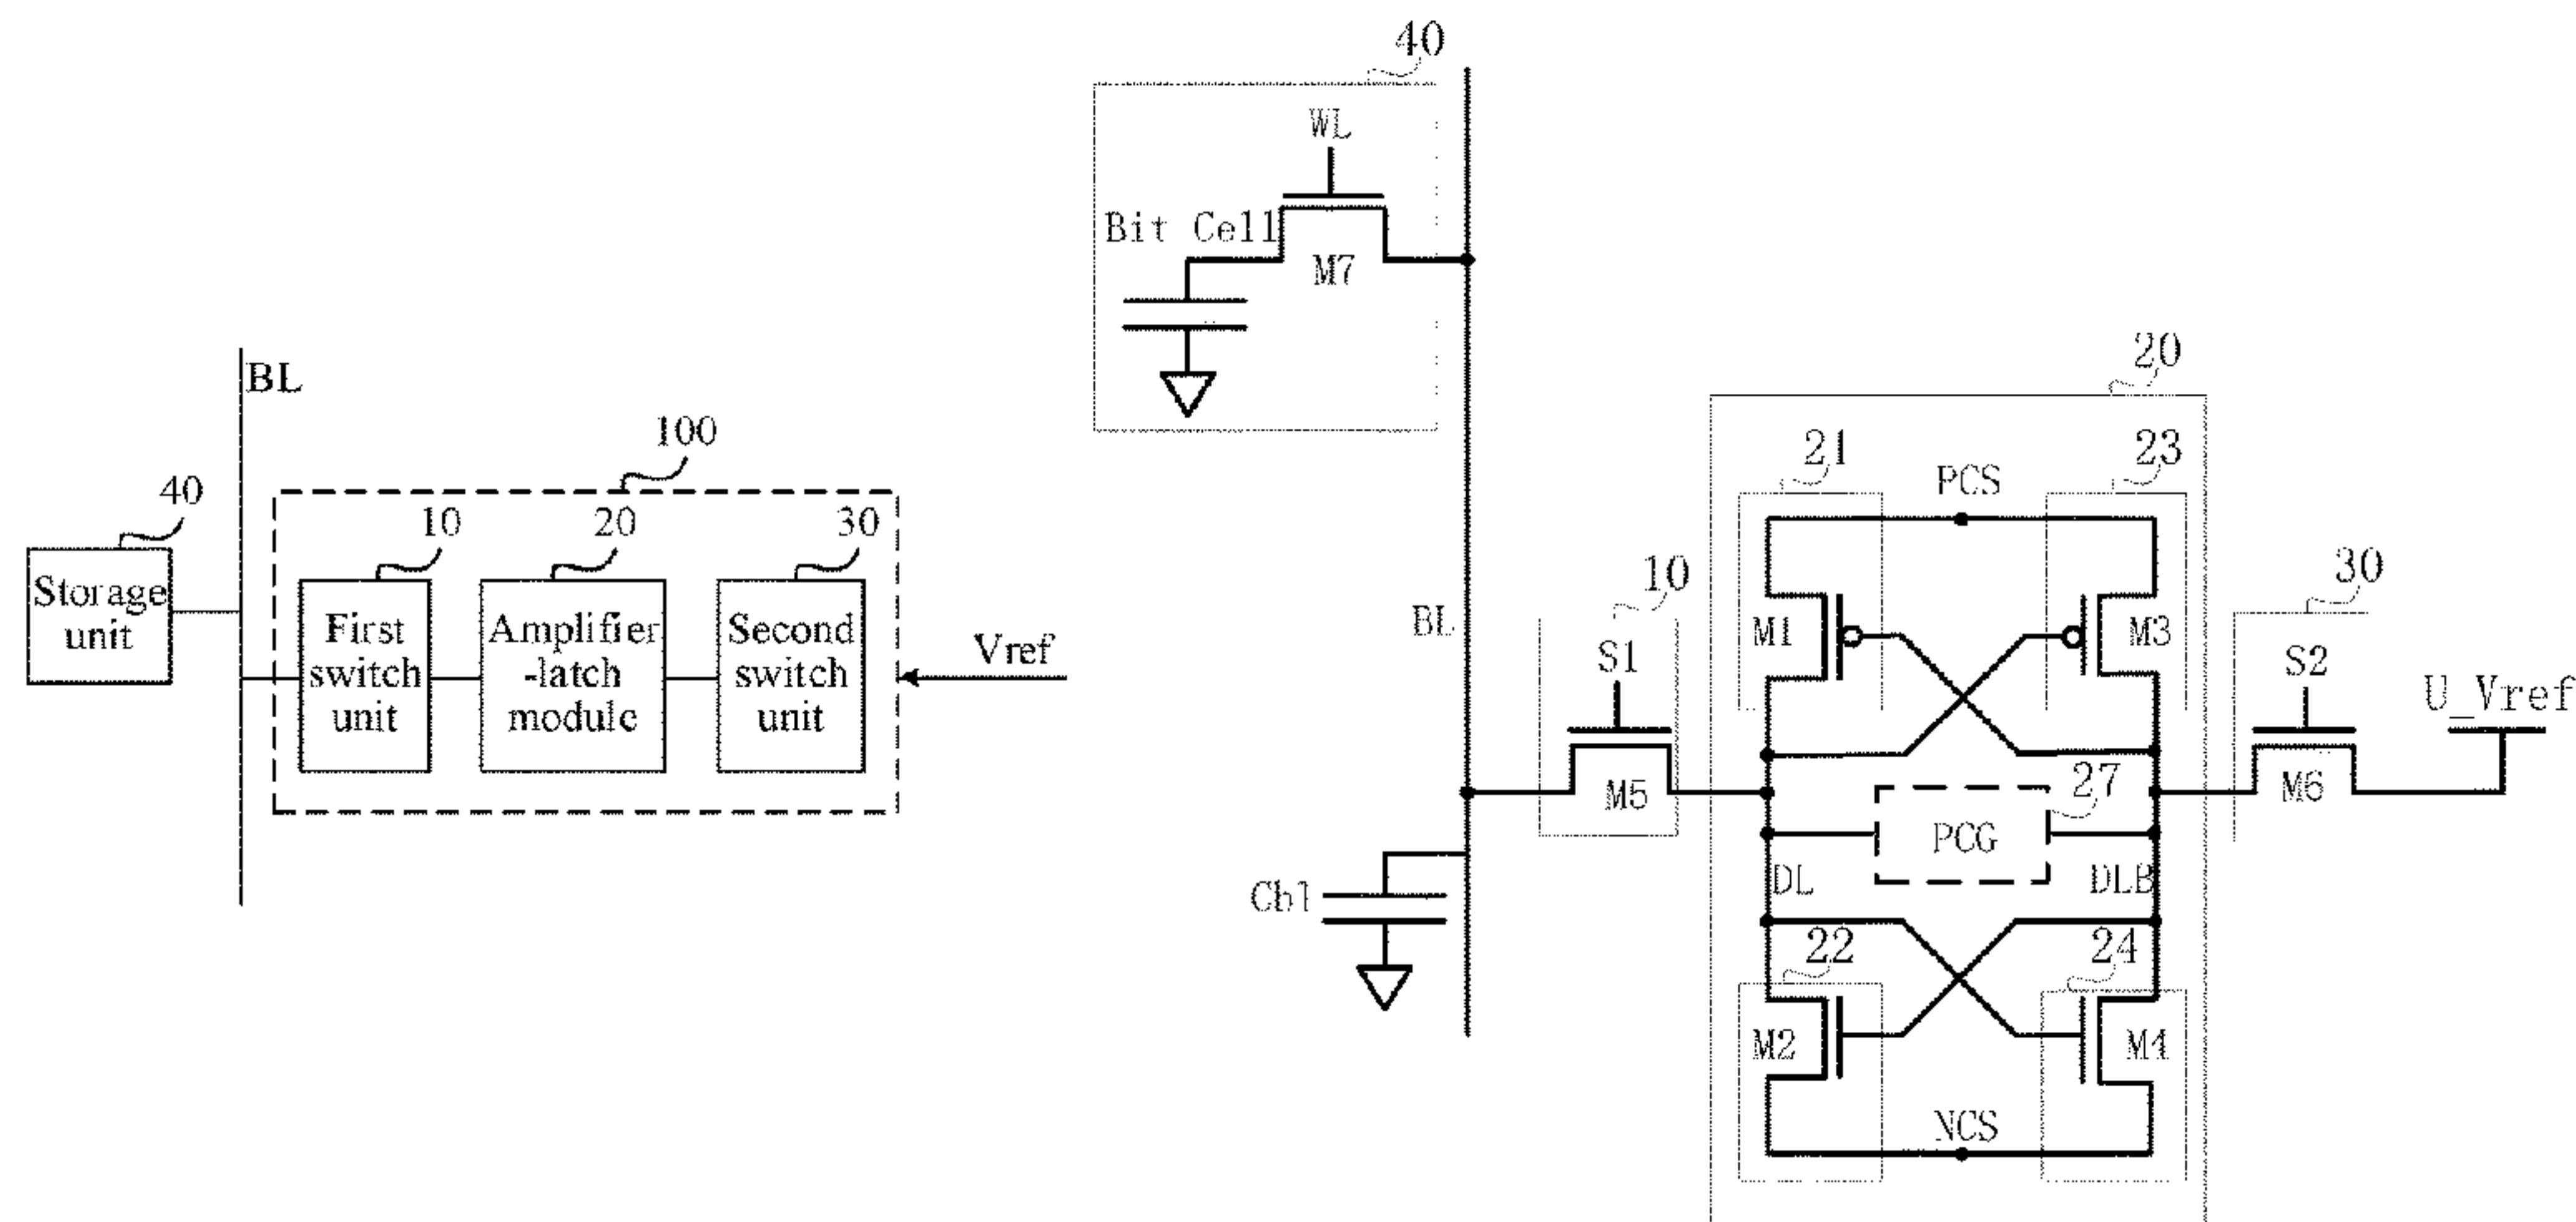 BL
100
40
10
20
30
Storage
unit
First
switch
unit
Amplifier
-latch
module
Second
switch
unit
Vref
40
WL
Bit Cell
M7
BL
Cbl
10
S1
M5
20
21
PCS
23
M1
M3
27
PCG
DL
DLB
22
24
M2
M4
NCS
30
S2
M6
U_Vref